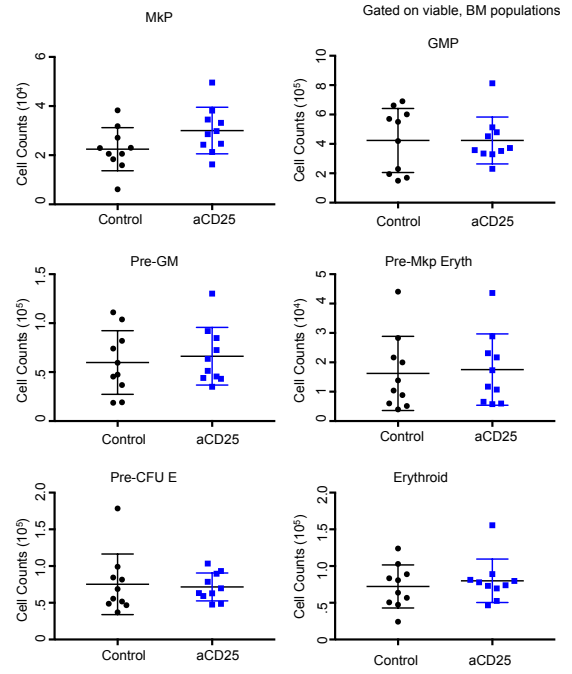 MkP
Gated on viable, BM populations
GMP
Cell Counts (10⁴)
6
4
2
0
Control
aCD25
Cell Counts (10⁵)
10
8
6
4
2
0
Control
aCD25
Pre-GM
Cell Counts (10⁵)
1.5
1.0
.5
0
Control
aCD25
Pre-Mkp Eryth
Cell Counts (10⁴)
5
4
3
2
1
0
Control
aCD25
Pre-CFU E
Cell Counts (10⁵)
2.0
1.5
1.0
.5
0
Control
aCD25
Erythroid
Cell Counts (10⁵)
2.0
1.5
1.0
.5
0
Control
aCD25